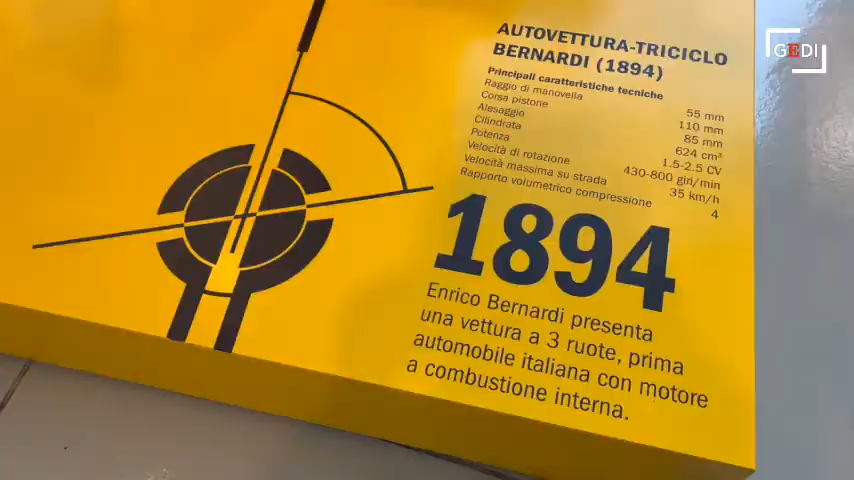 AUTOVETTURA-TRICICLO
BERNARDI (1894)
Principali caratteristiche tecniche
Raggio di manovella 55 mm
Corsa pistone 110 mm
Alesaggio 85 mm
Cilindrata 624 cm³
Potenza 1.5-2.5 CV
Velocità di rotazione 430-800 giri/min
Velocità massima su strada 35 km/h
Rapporto volumetrico compressione 4
1894
Enrico Bernardi presenta
una vettura a 3 ruote, prima
automobile italiana con motore
a combustione interna.
GEDI